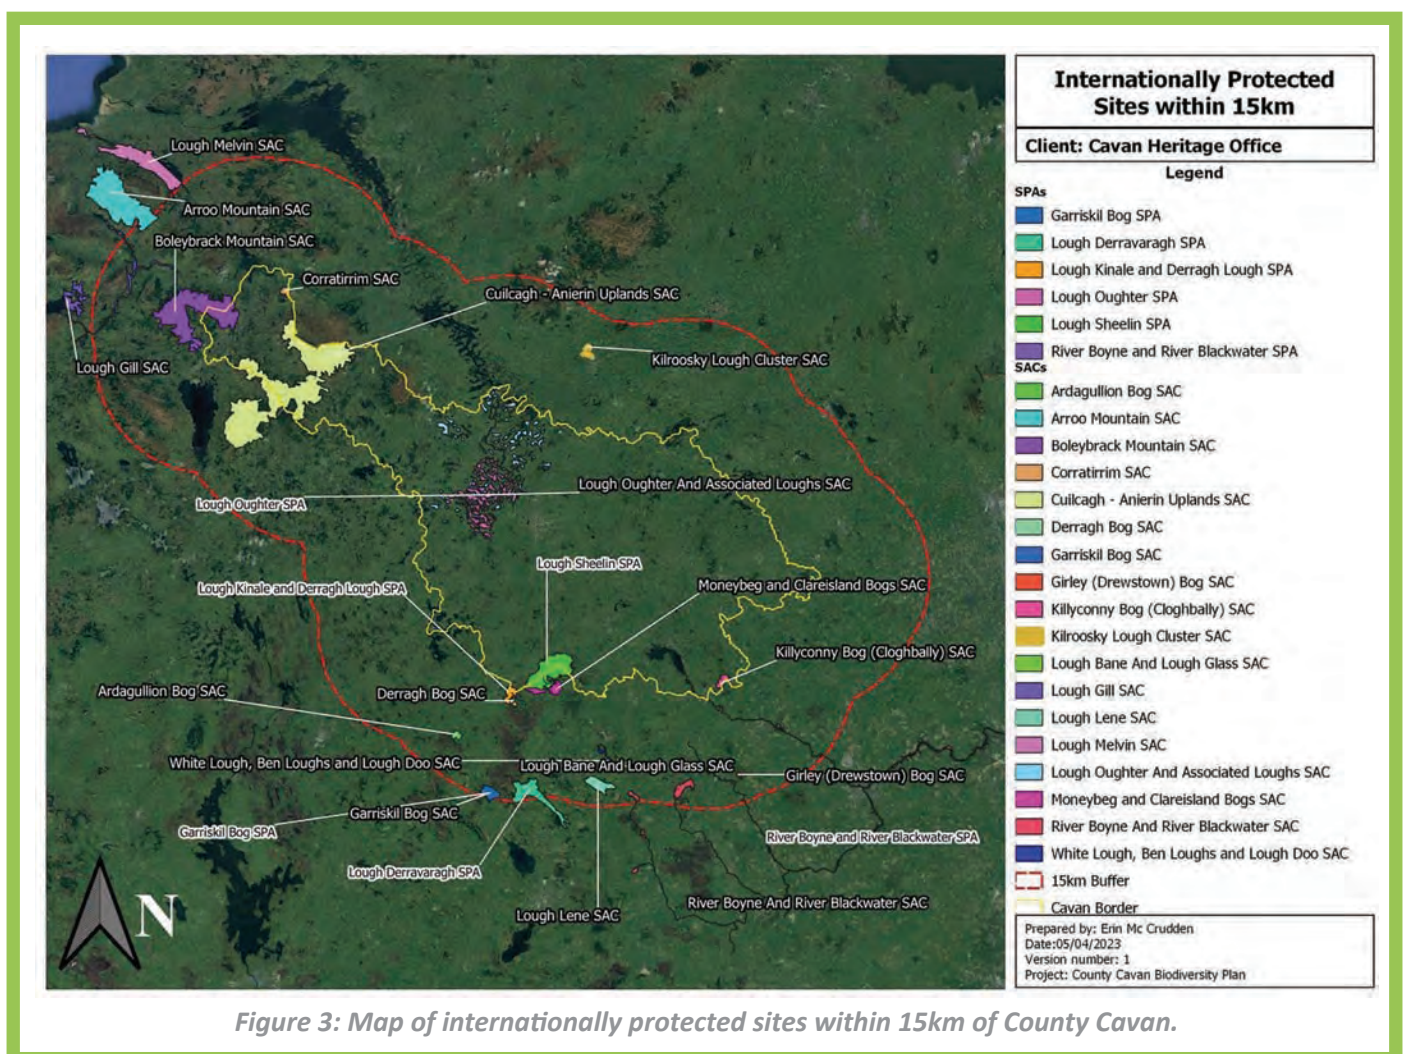 Lough Melvin SAC
Arroo Mountain SAC
Boleybrack Mountain SAC
Corratirrim SAC
Cuilcagh - Anierin Uplands SAC
Kilroosky Lough Cluster SAC
Lough Gill SAC
Lough Oughter And Associated Loughs SAC
Lough Oughter SPA
Lough Sheelin SPA
Lough Kinale and Derragh Lough SPA
Moneybeg and Clareisland Bogs SAC
Killyconny Bog (Cloghbally) SAC
Ardagullion Bog SAC
Derragh Bog SAC
White Lough, Ben Loughs and Lough Doo SAC
Lough Bane And Lough Glass SAC
Girley (Drewstown) Bog SAC
Garriskil Bog SAC
Garriskil Bog SPA
River Boyne and River Blackwater SPA
Lough Derravaragh SPA
River Boyne And River Blackwater SAC
Lough Lene SAC
N
Internationally Protected
Sites within 15km
Client: Cavan Heritage Office
Legend
SPAs
Garriskil Bog SPA
Lough Derravaragh SPA
Lough Kinale and Derragh Lough SPA
Lough Oughter SPA
Lough Sheelin SPA
River Boyne and River Blackwater SPA
SACs
Ardagullion Bog SAC
Arroo Mountain SAC
Boleybrack Mountain SAC
Corratirrim SAC
Cuilcagh - Anierin Uplands SAC
Derragh Bog SAC
Garriskil Bog SAC
Girley (Drewstown) Bog SAC
Killyconny Bog (Cloghbally) SAC
Kilroosky Lough Cluster SAC
Lough Bane And Lough Glass SAC
Lough Gill SAC
Lough Lene SAC
Lough Melvin SAC
Lough Oughter And Associated Loughs SAC
Moneybeg and Clareisland Bogs SAC
River Boyne And River Blackwater SAC
White Lough, Ben Loughs and Lough Doo SAC
15km Buffer
Cavan Border
Prepared by: Erin Mc Crudden
Date:05/04/2023
Version number: 1
Project: County Cavan Biodiversity Plan
Figure 3: Map of internationally protected sites within 15km of County Cavan.